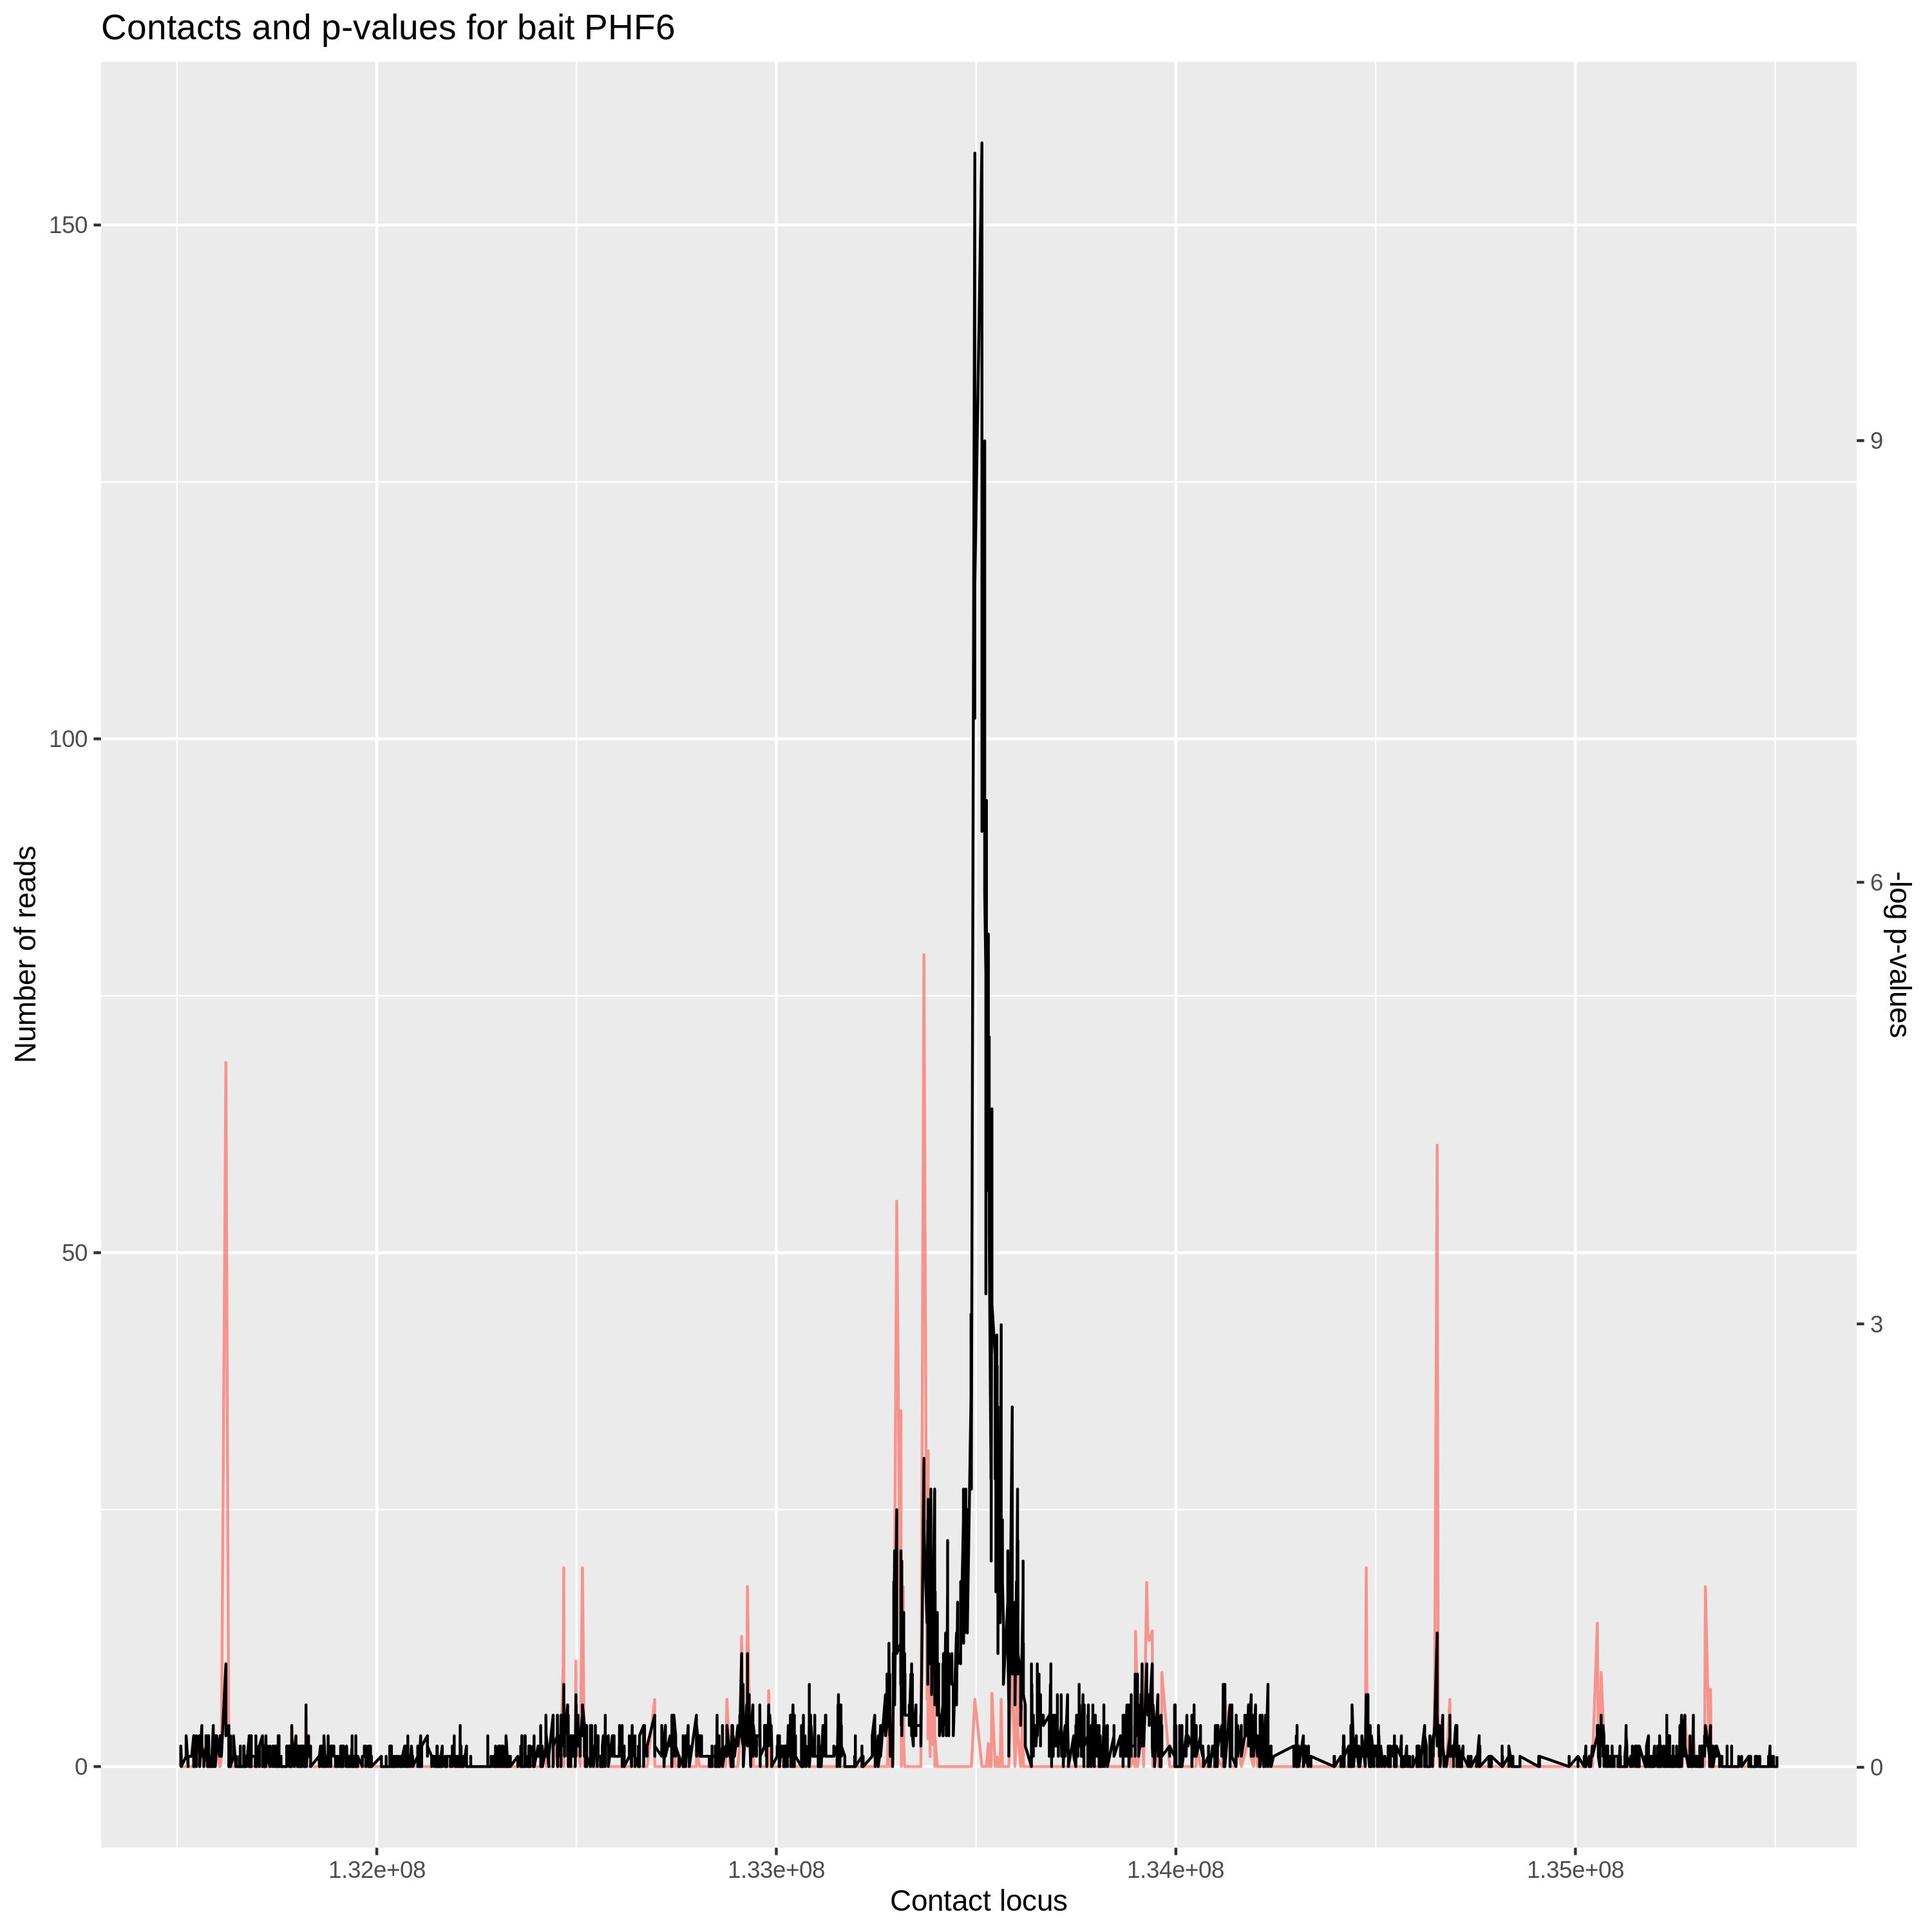 Contacts and p-values for bait PHF6
150
100
50
0
Number of reads
9
6
3
0
-log p-values
1.32e+08
1.33e+08
1.34e+08
1.35e+08
Contact locus